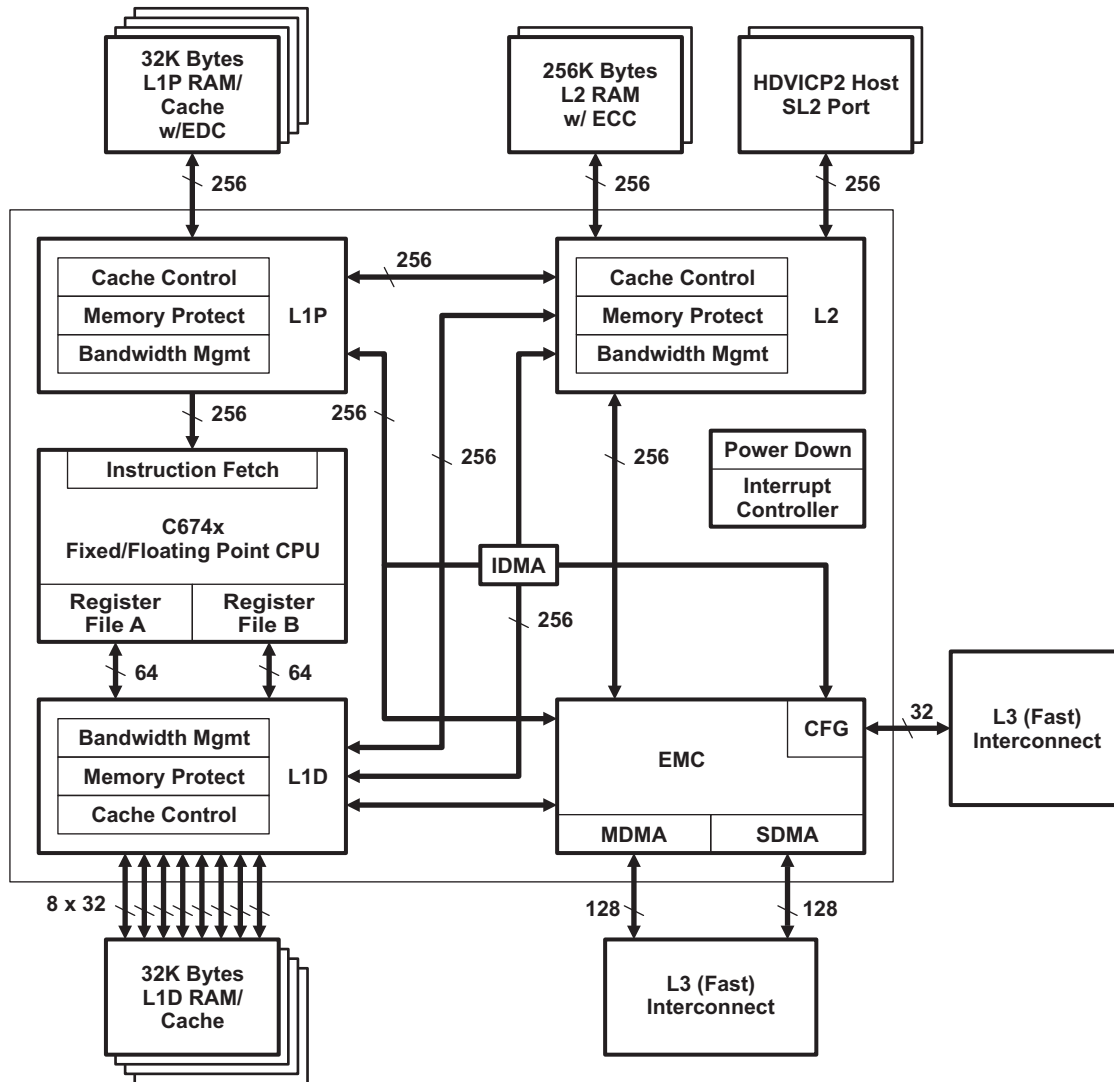 32K Bytes
L1P RAM/
Cache
w/EDC
256K Bytes
L2 RAM
w/ ECC
HDVICP2 Host
SL2 Port
256
256
256
Cache Control
Memory Protect
Bandwidth Mgmt
L1P
256
Cache Control
Memory Protect
Bandwidth Mgmt
L2
256
256
256
256
Instruction Fetch
C674x
Fixed/Floating Point CPU
Register
File A
Register
File B
Power Down
Interrupt
Controller
IDMA
256
64
64
Bandwidth Mgmt
Memory Protect
Cache Control
L1D
EMC
CFG
MDMA
SDMA
32
L3 (Fast)
Interconnect
8 x 32
128
128
32K Bytes
L1D RAM/
Cache
L3 (Fast)
Interconnect